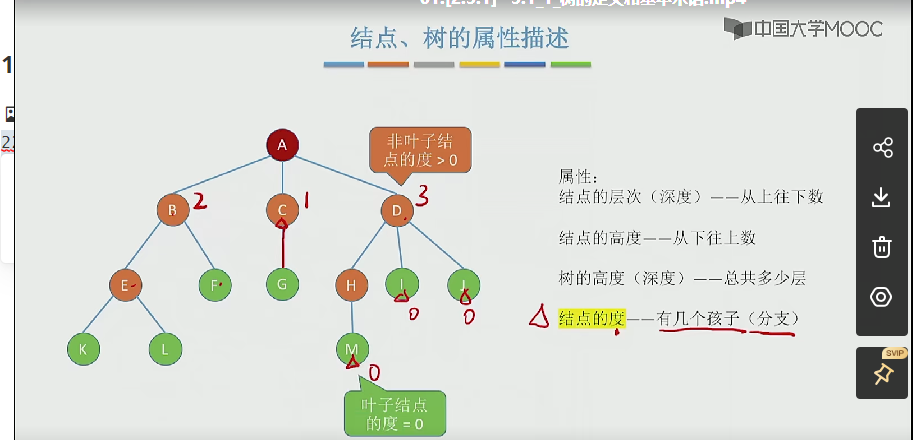 中国大学MOOC
结点、树的属性描述
1
A
非叶子结
点的度 > 0
B 2
C 1
D 3
属性：
结点的层次（深度）——从上往下数
结点的高度——从下往上数
树的高度（深度）——总共多少层
结点的度——有几个孩子（分支）
E
F
G
H
I
J
0
0
K
L
M
0
叶子结点
的度 = 0
SVIP